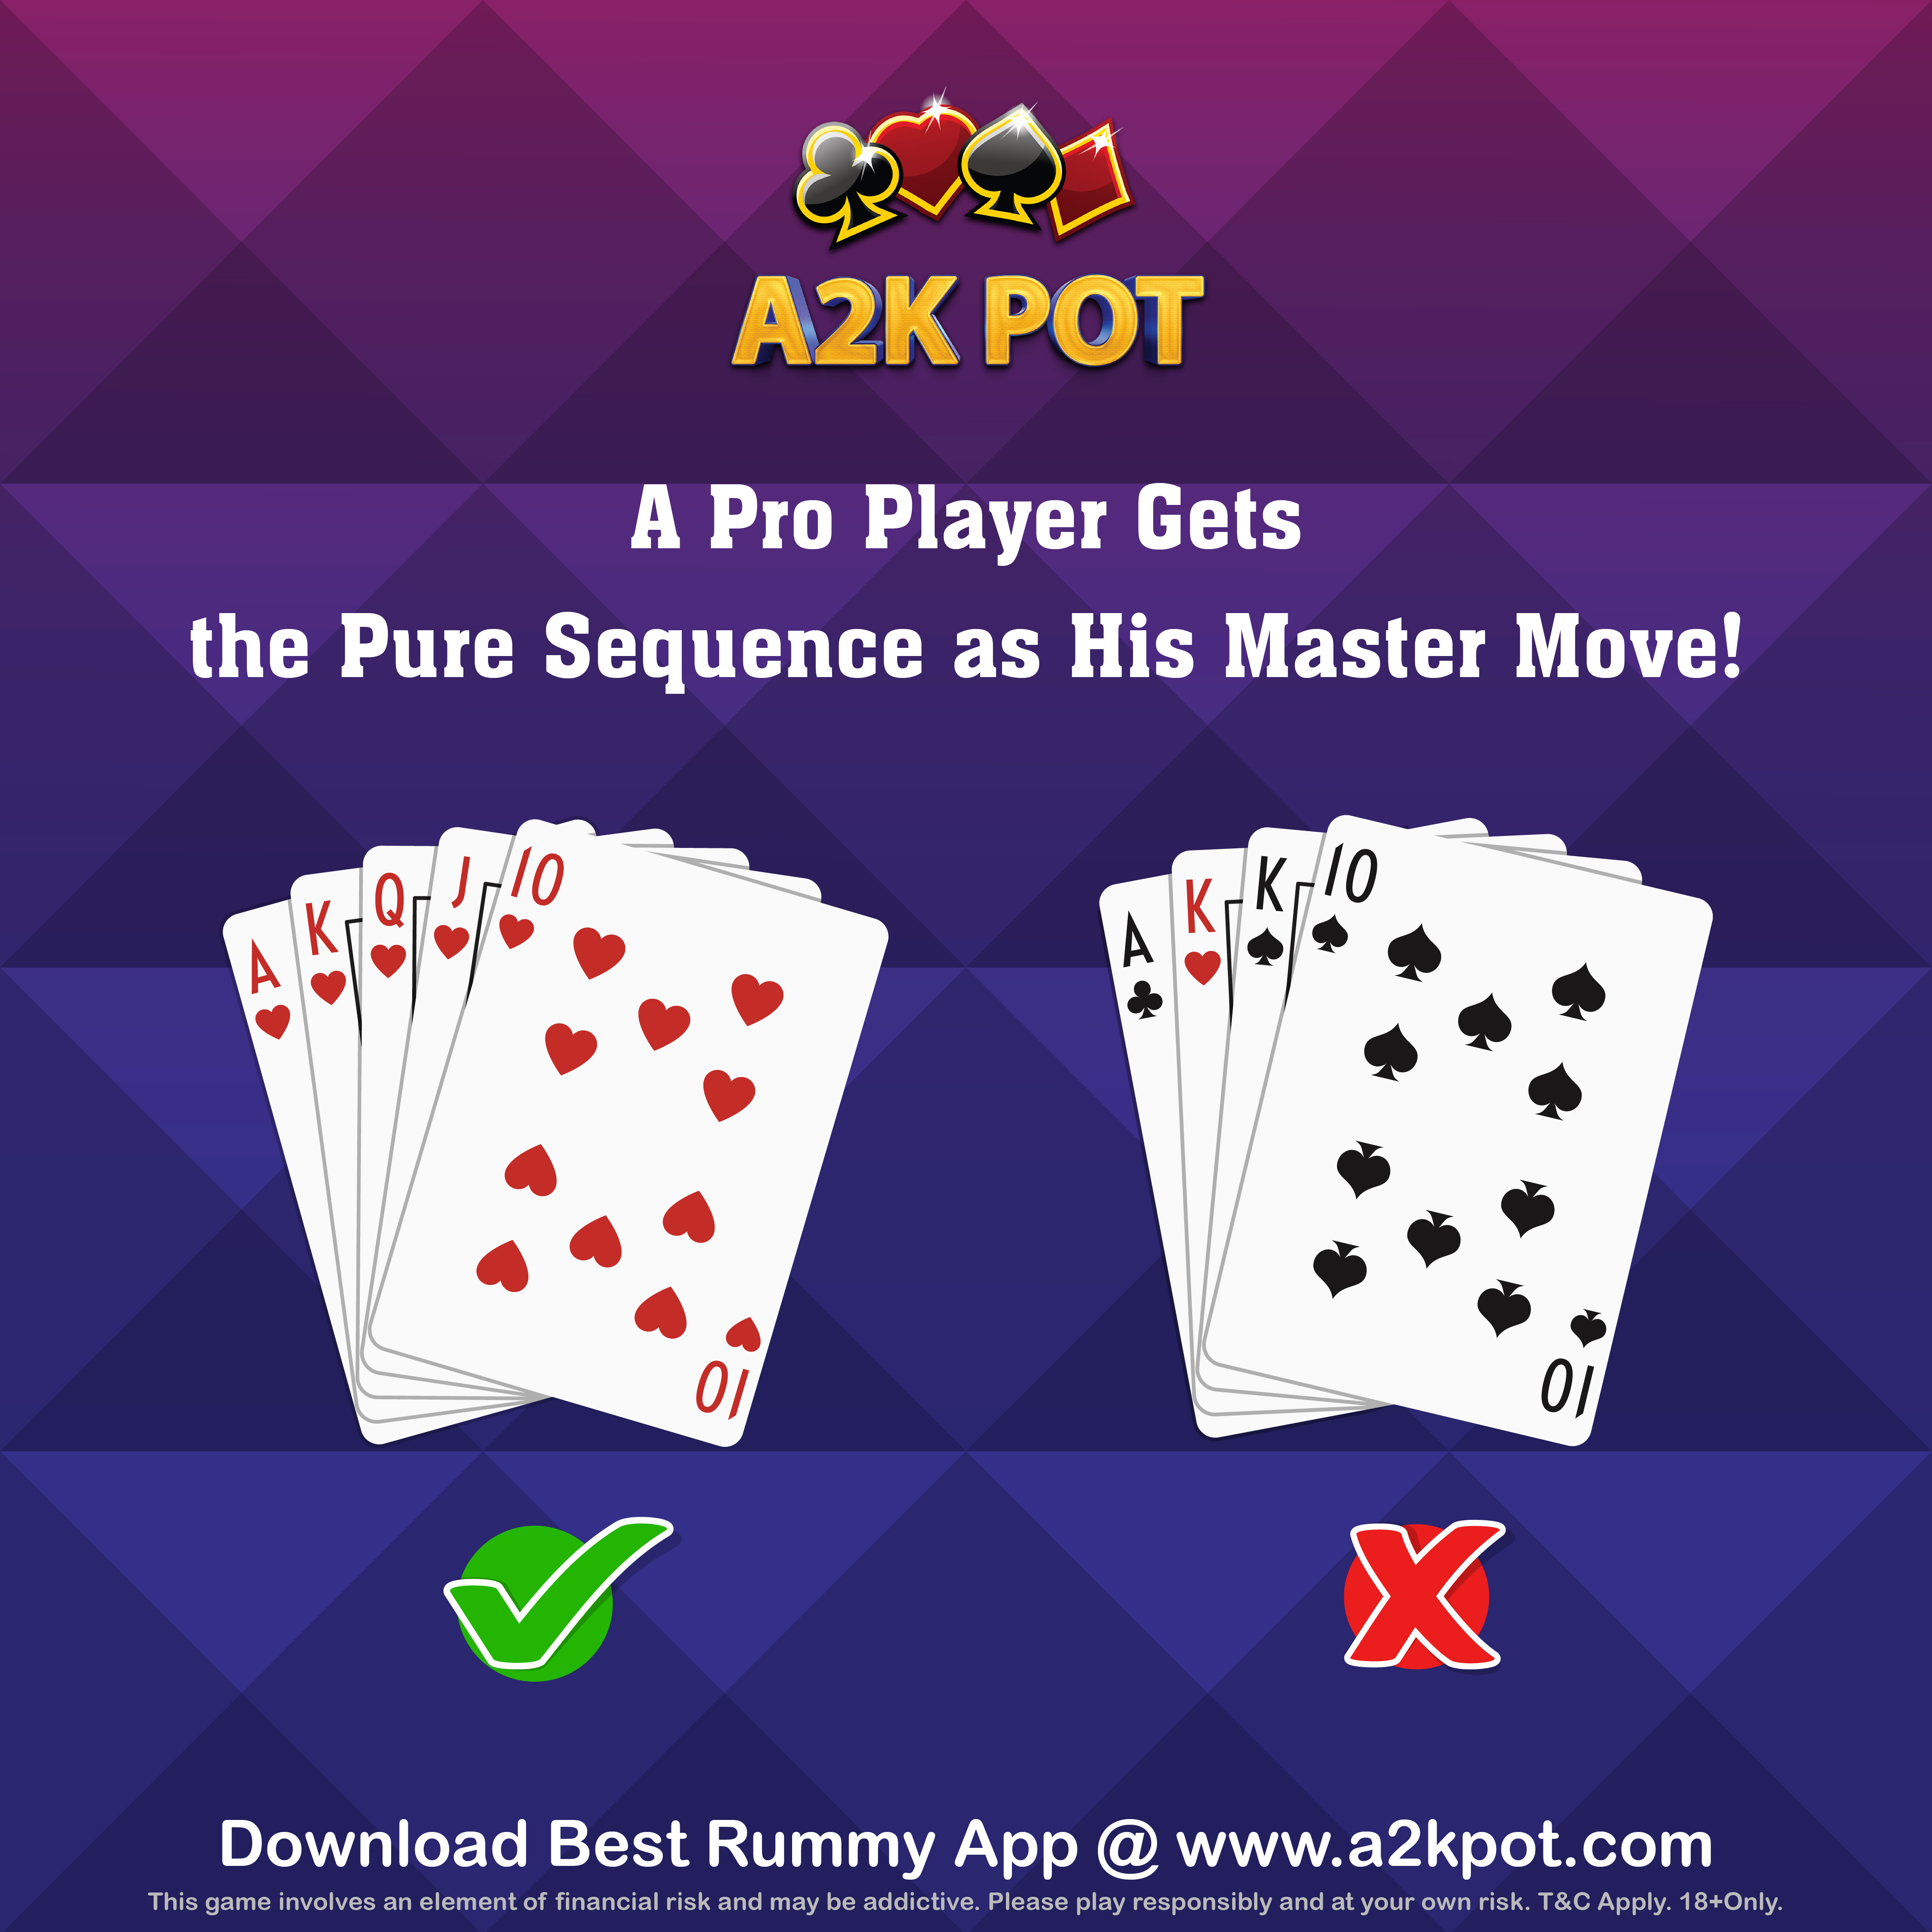 A2K POT
A Pro Player Gets
the Pure Sequence as His Master Move!
A
K
Q
J
10
10
A
K
K
10
10
Download Best Rummy App @ www.a2kpot.com
This game involves an element of financial risk and may be addictive. Please play responsibly and at your own risk. T&C Apply. 18+Only.